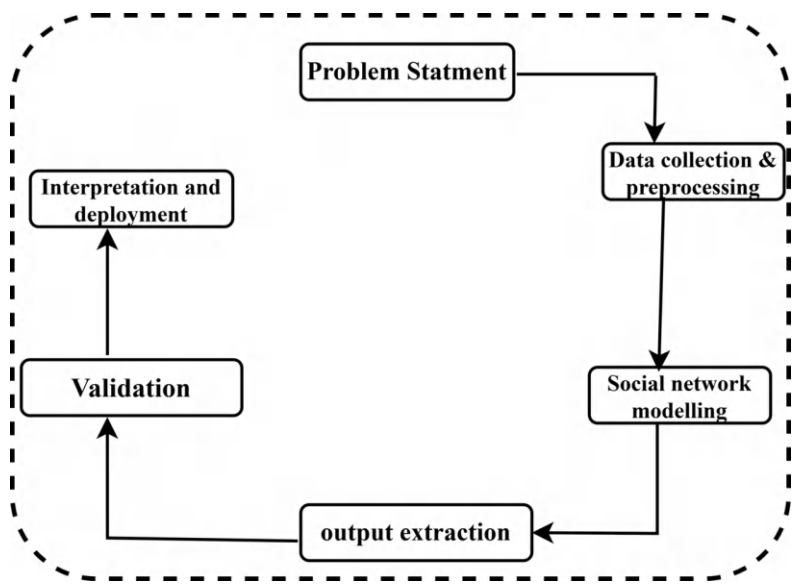 Problem Statment
Data collection &
preprocessing
Social network
modelling
output extraction
Validation
Interpretation and
deployment